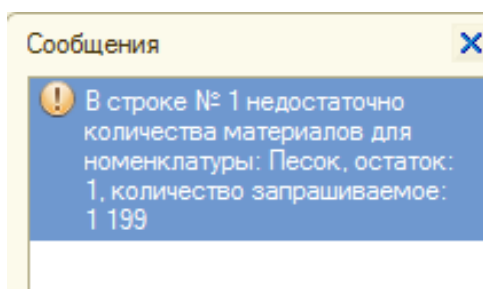 Сообщения
В строке № 1 недостаточно
количества материалов для
номенклатуры: Песок, остаток:
1, количество запрашиваемое:
1 199